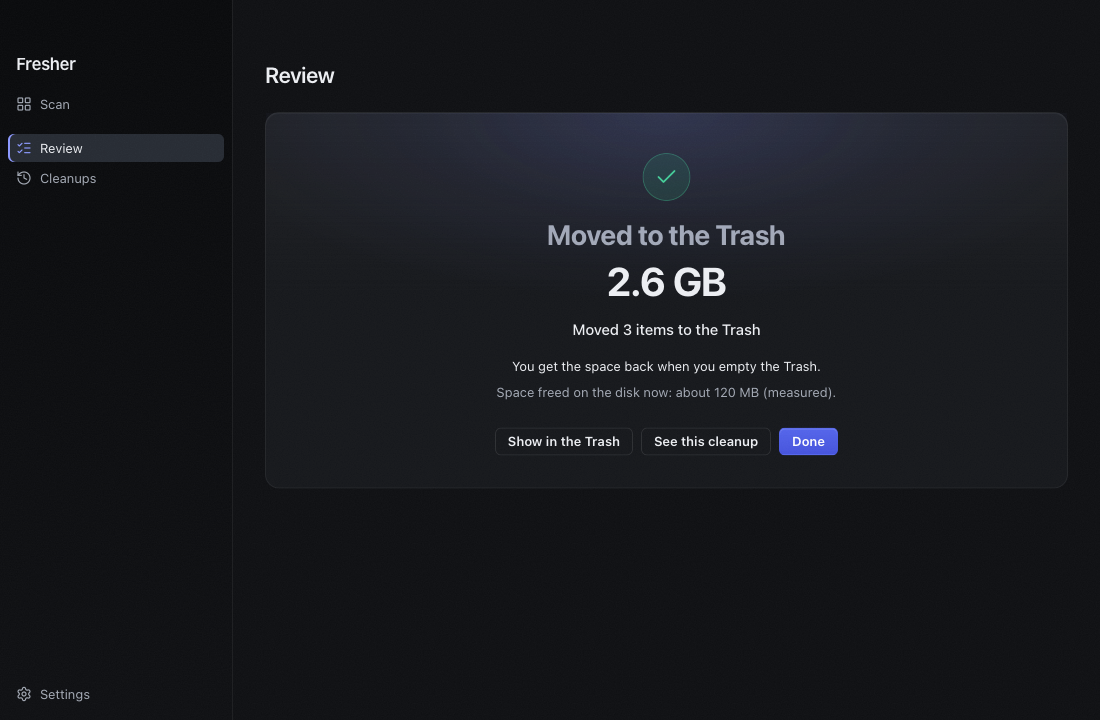 Fresher
Scan
Review
Cleanups
Settings
Review
Moved to the Trash
2.6 GB
Moved 3 items to the Trash
You get the space back when you empty the Trash.
Space freed on the disk now: about 120 MB (measured).
Show in the Trash
See this cleanup
Done